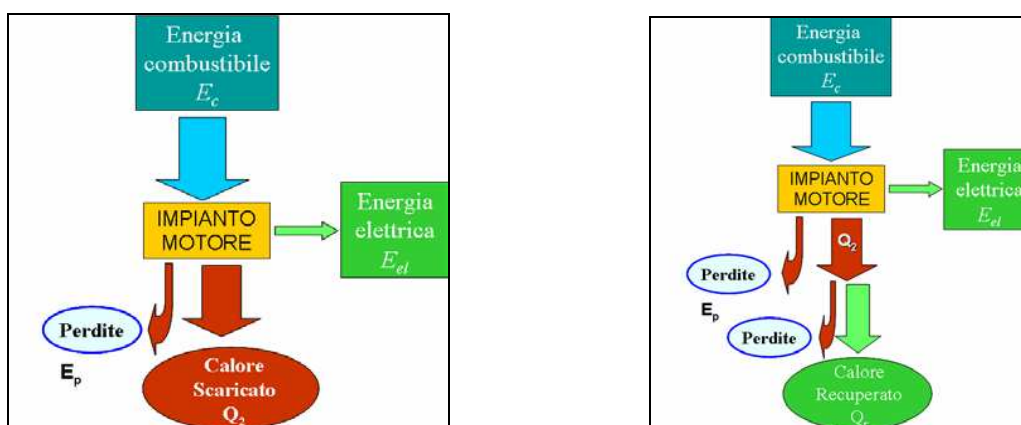 Energia
combustibile
E_c
IMPIANTO
MOTORE
Energia
elettrica
E_el
Perdite
E_p
Calore
Scaricato
Q_2
Energia
combustibile
E_c
IMPIANTO
MOTORE
Energia
elettrica
E_el
Q_2
Perdite
E_p
Perdite
Calore
Recuperato